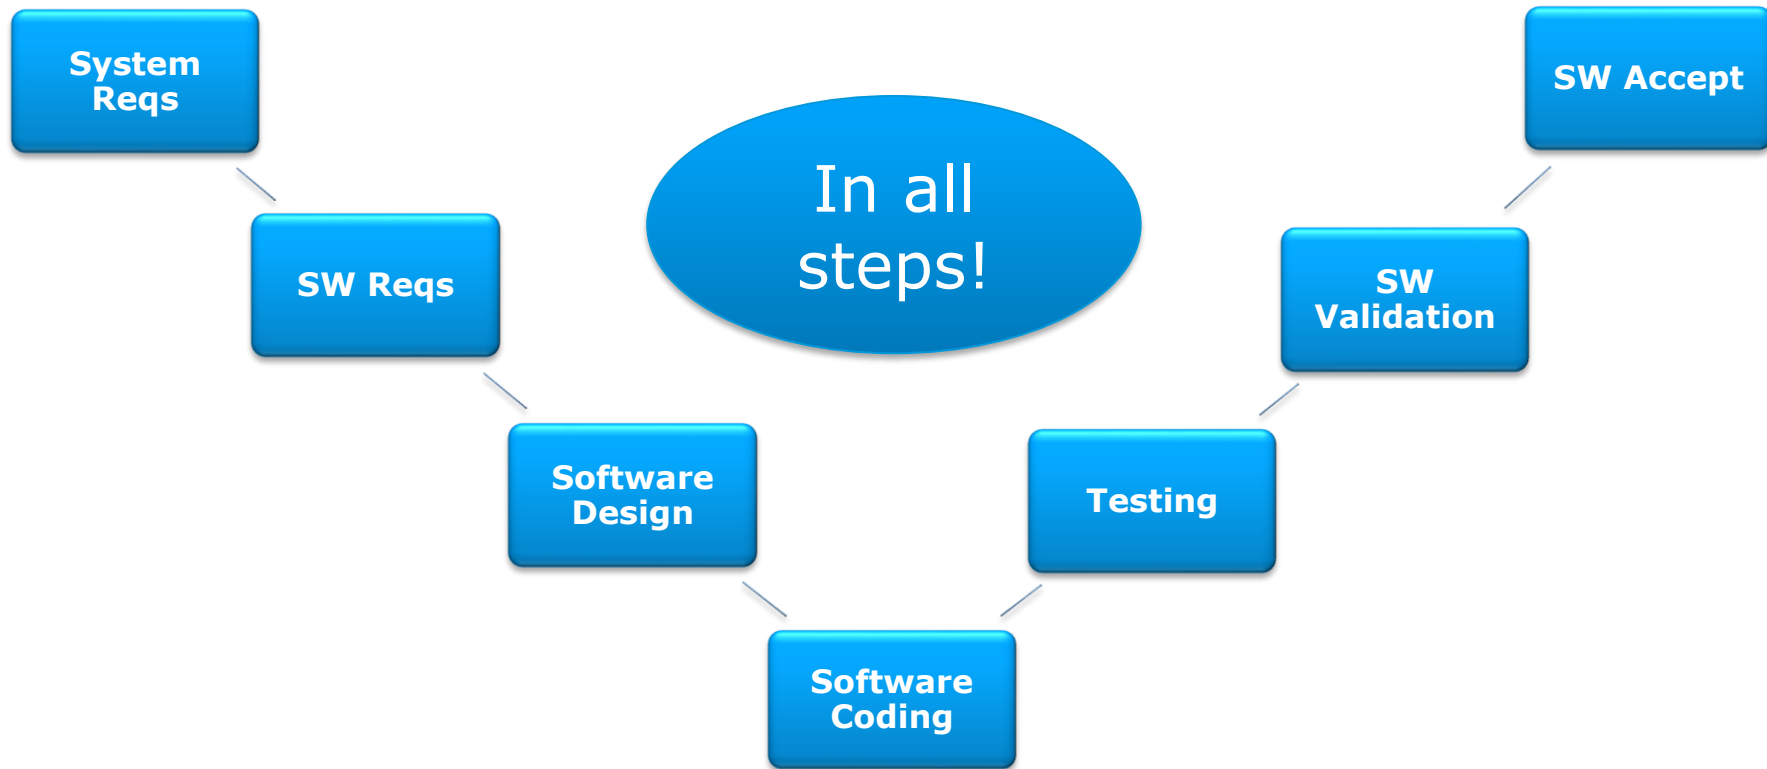 System
Reqs
SW Reqs
Software
Design
Software
Coding
Testing
SW
Validation
SW Accept
In all
steps!